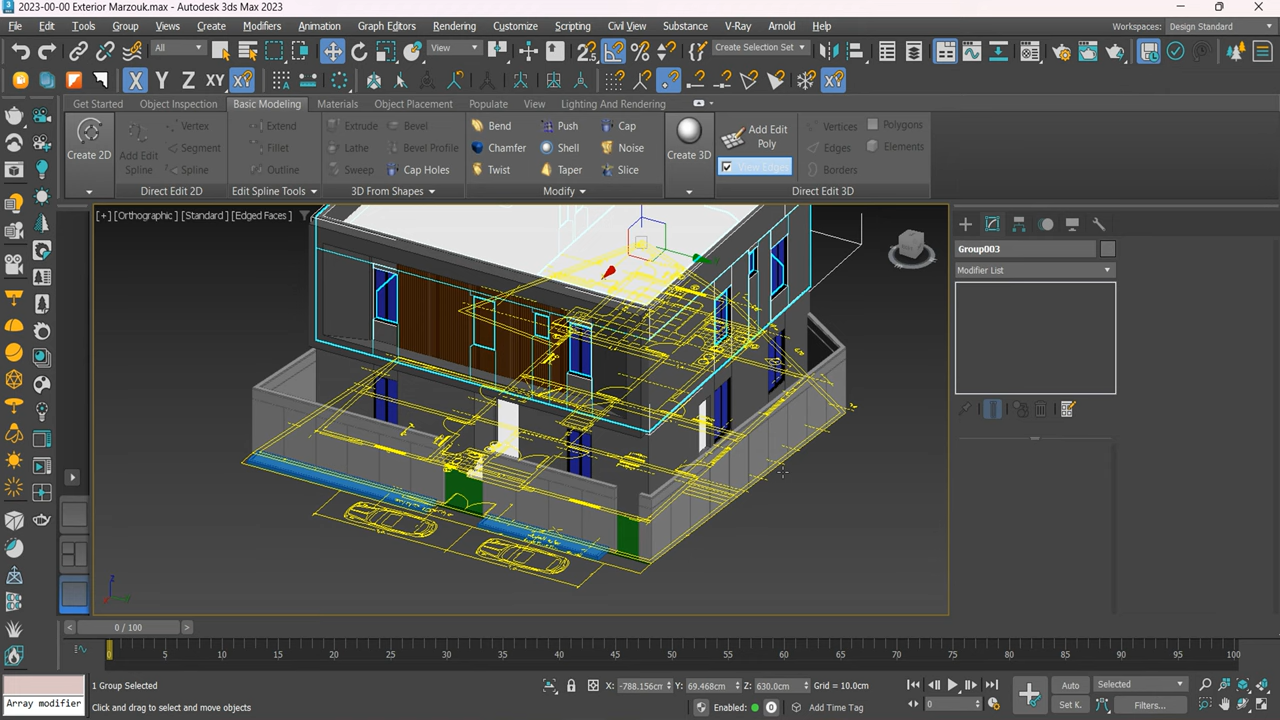 2023-00-00 Exterior Marzouk.max - Autodesk 3ds Max 2023
File Edit Tools Group Views Create Modifiers Animation Graph Editors Rendering Customize Scripting Civil View Substance V-Ray Arnold Help
Workspaces: Design Standard
All View Create Selection Set
X Y Z XY
Get Started Object Inspection Basic Modeling Materials Object Placement Populate View Lighting And Rendering
Create 2D
Add Edit Spline
Vertex
Segment
Spline
Direct Edit 2D
Extend
Fillet
Outline
Edit Spline Tools
Extrude Bevel
Lathe Bevel Profile
Sweep Cap Holes
3D From Shapes
Bend Push Cap
Chamfer Shell Noise
Twist Taper Slice
Modify
Create 3D
Add Edit Poly
View Edges
Vertices Polygons
Edges Elements
Borders
Direct Edit 3D
[+] [Orthographic ] [Standard ] [Edged Faces ]
Group003
Modifier List
< 0 / 100 >
0 5 10 15 20 25 30 35 40 45 50 55 60 65 70 75 80 85 90 95 100
Array modifier
1 Group Selected
Click and drag to select and move objects
X: -788.156cm Y: 69.468cm Z: 630.0cm Grid = 10.0cm
Enabled: 0 Add Time Tag
0
Auto Selected
Set K. Filters...